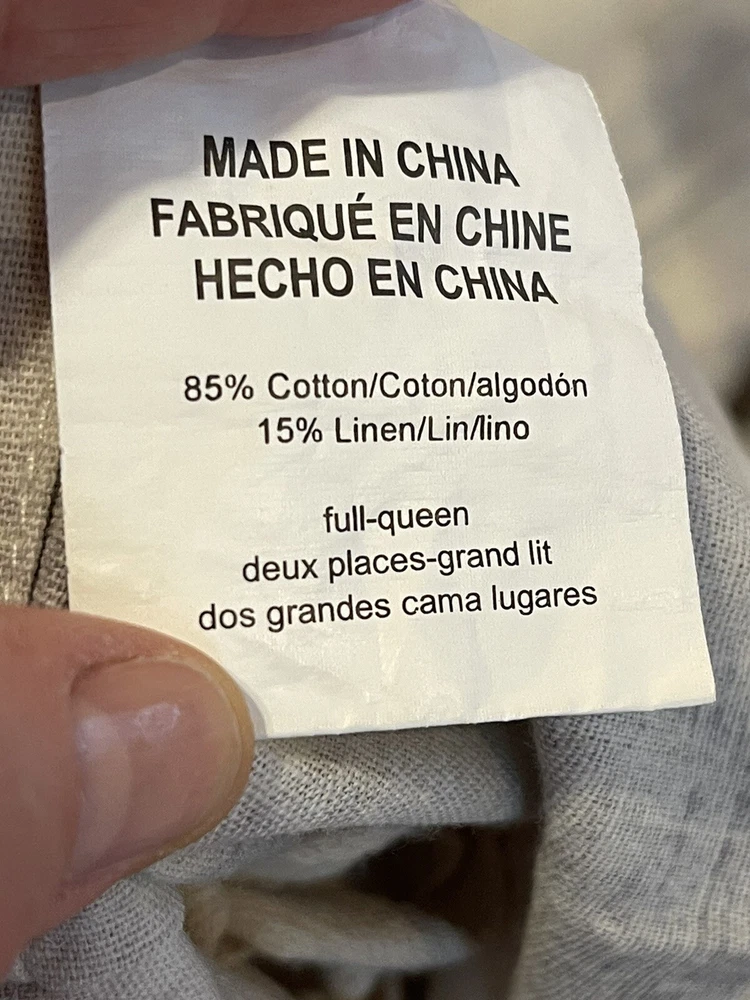 MADE IN CHINA
FABRIQUÉ EN CHINE
HECHO EN CHINA
85% Cotton/Coton/algodón
15% Linen/Lin/lino
full-queen
deux places-grand lit
dos grandes cama lugares